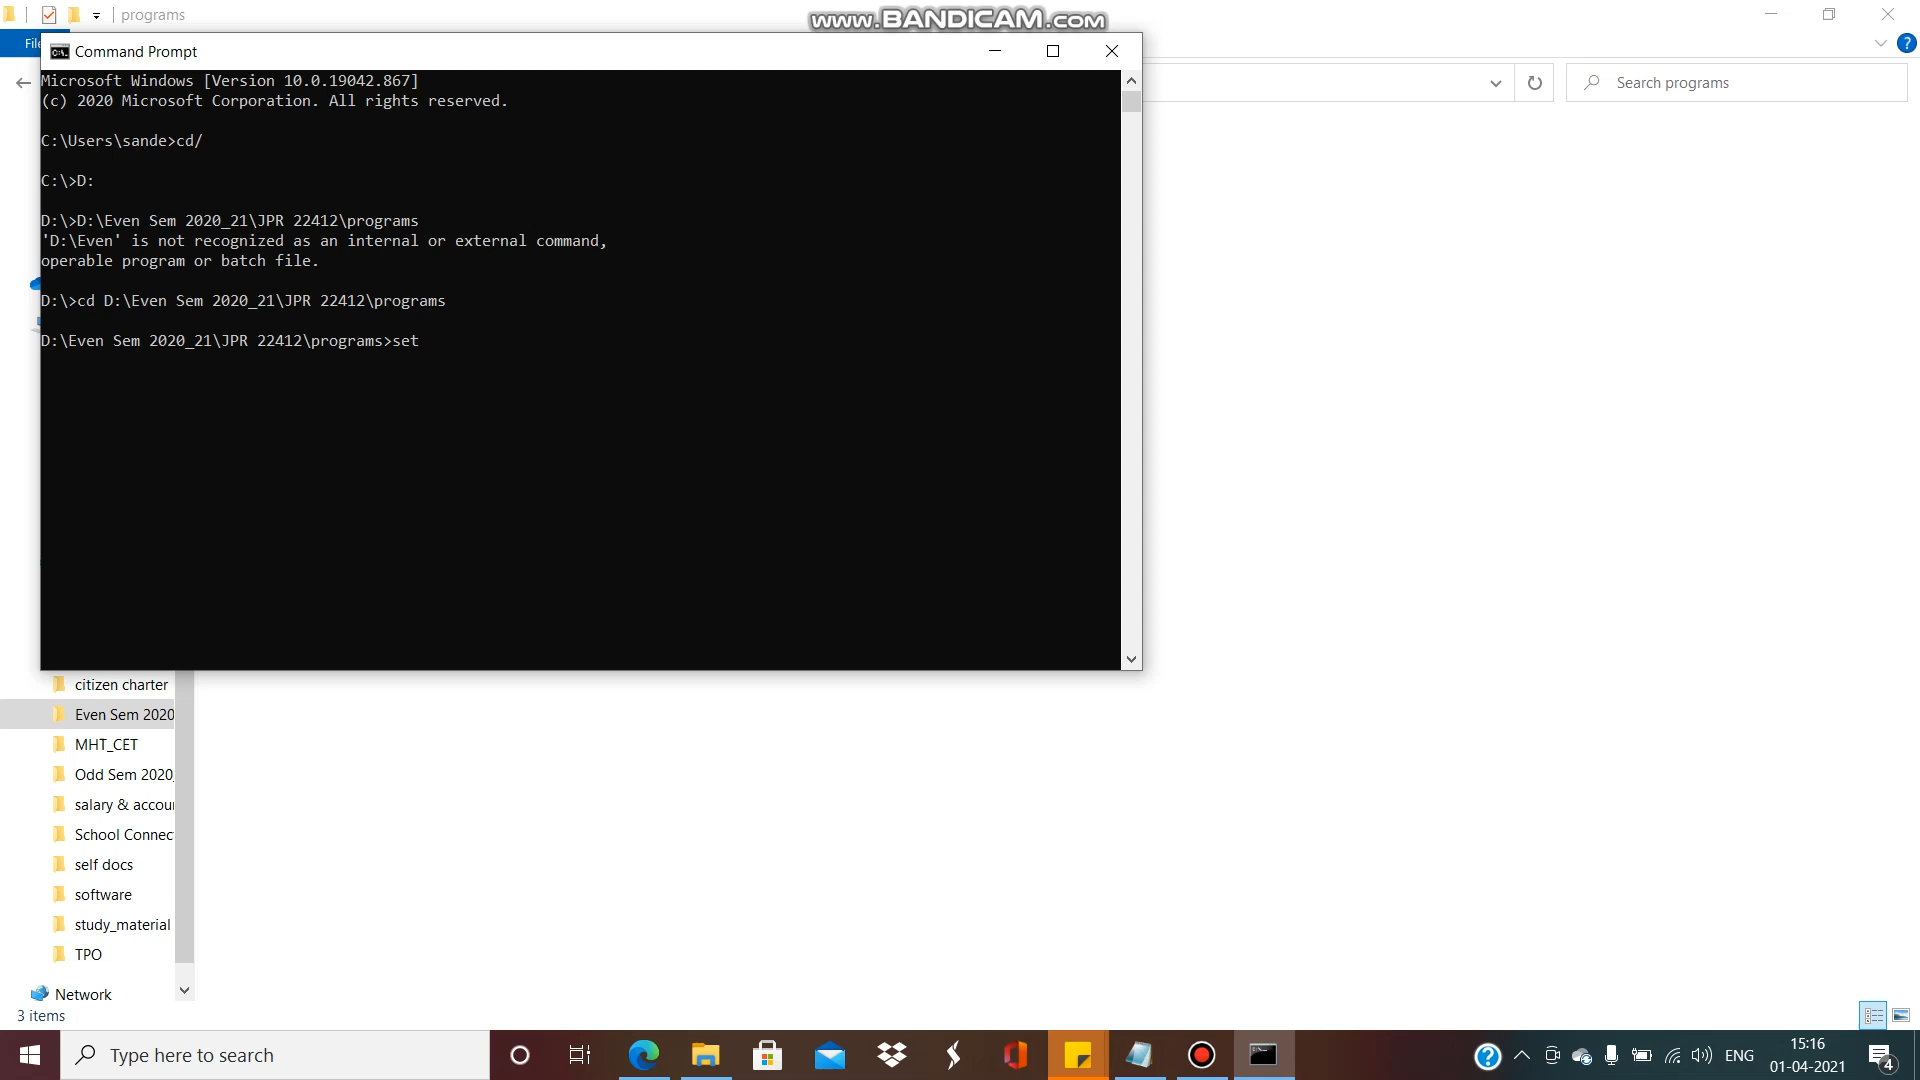 programs
www.BANDICAM.com
File
Command Prompt
Microsoft Windows [Version 10.0.19042.867]
(c) 2020 Microsoft Corporation. All rights reserved.
C:\Users\sande>cd/
C:\>D:
D:\>D:\Even Sem 2020_21\JPR 22412\programs
'D:\Even' is not recognized as an internal or external command,
operable program or batch file.
D:\>cd D:\Even Sem 2020_21\JPR 22412\programs
D:\Even Sem 2020_21\JPR 22412\programs>set
Search programs
citizen charter
Even Sem 2020
MHT_CET
Odd Sem 2020_
salary & accou
School Connec
self docs
software
study_material
TPO
Network
3 items
Type here to search
ENG
15:16
01-04-2021
4